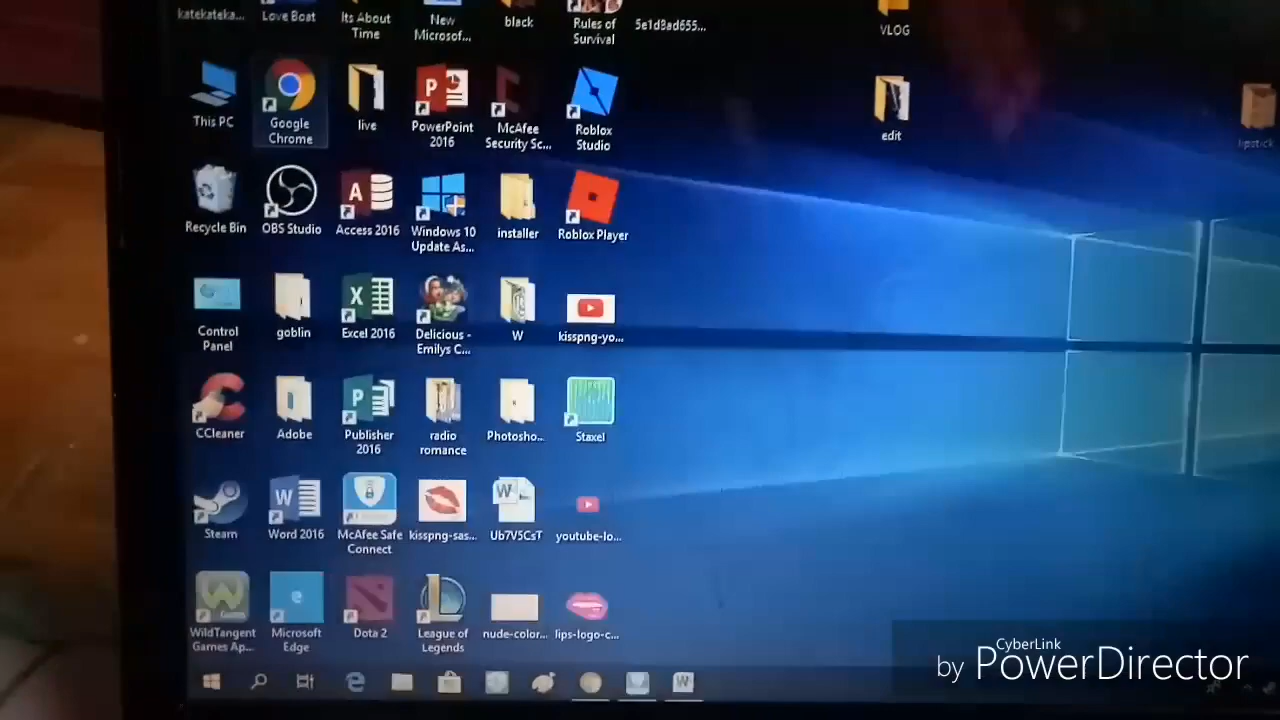 katekateka...
Love Boat
Its About
Time
New
Microsof...
black
Rules of
Survival
5e1d8ad655...
VLOG
This PC
Google
Chrome
live
PowerPoint
2016
McAfee
Security Sc...
Roblox
Studio
edit
lipstick
Recycle Bin
OBS Studio
Access 2016
Windows 10
Update As...
installer
Roblox Player
Control
Panel
goblin
Excel 2016
Delicious -
Emilys C...
W
kisspng-yo...
CCleaner
Adobe
Publisher
2016
radio
romance
Photosho...
Staxel
Steam
Word 2016
McAfee Safe
Connect
kisspng-sas...
Ub7V5CsT
youtube-lo...
WildTangent
Games Ap...
Microsoft
Edge
Dota 2
League of
Legends
nude-color...
lips-logo-c...
CyberLink
by PowerDirector